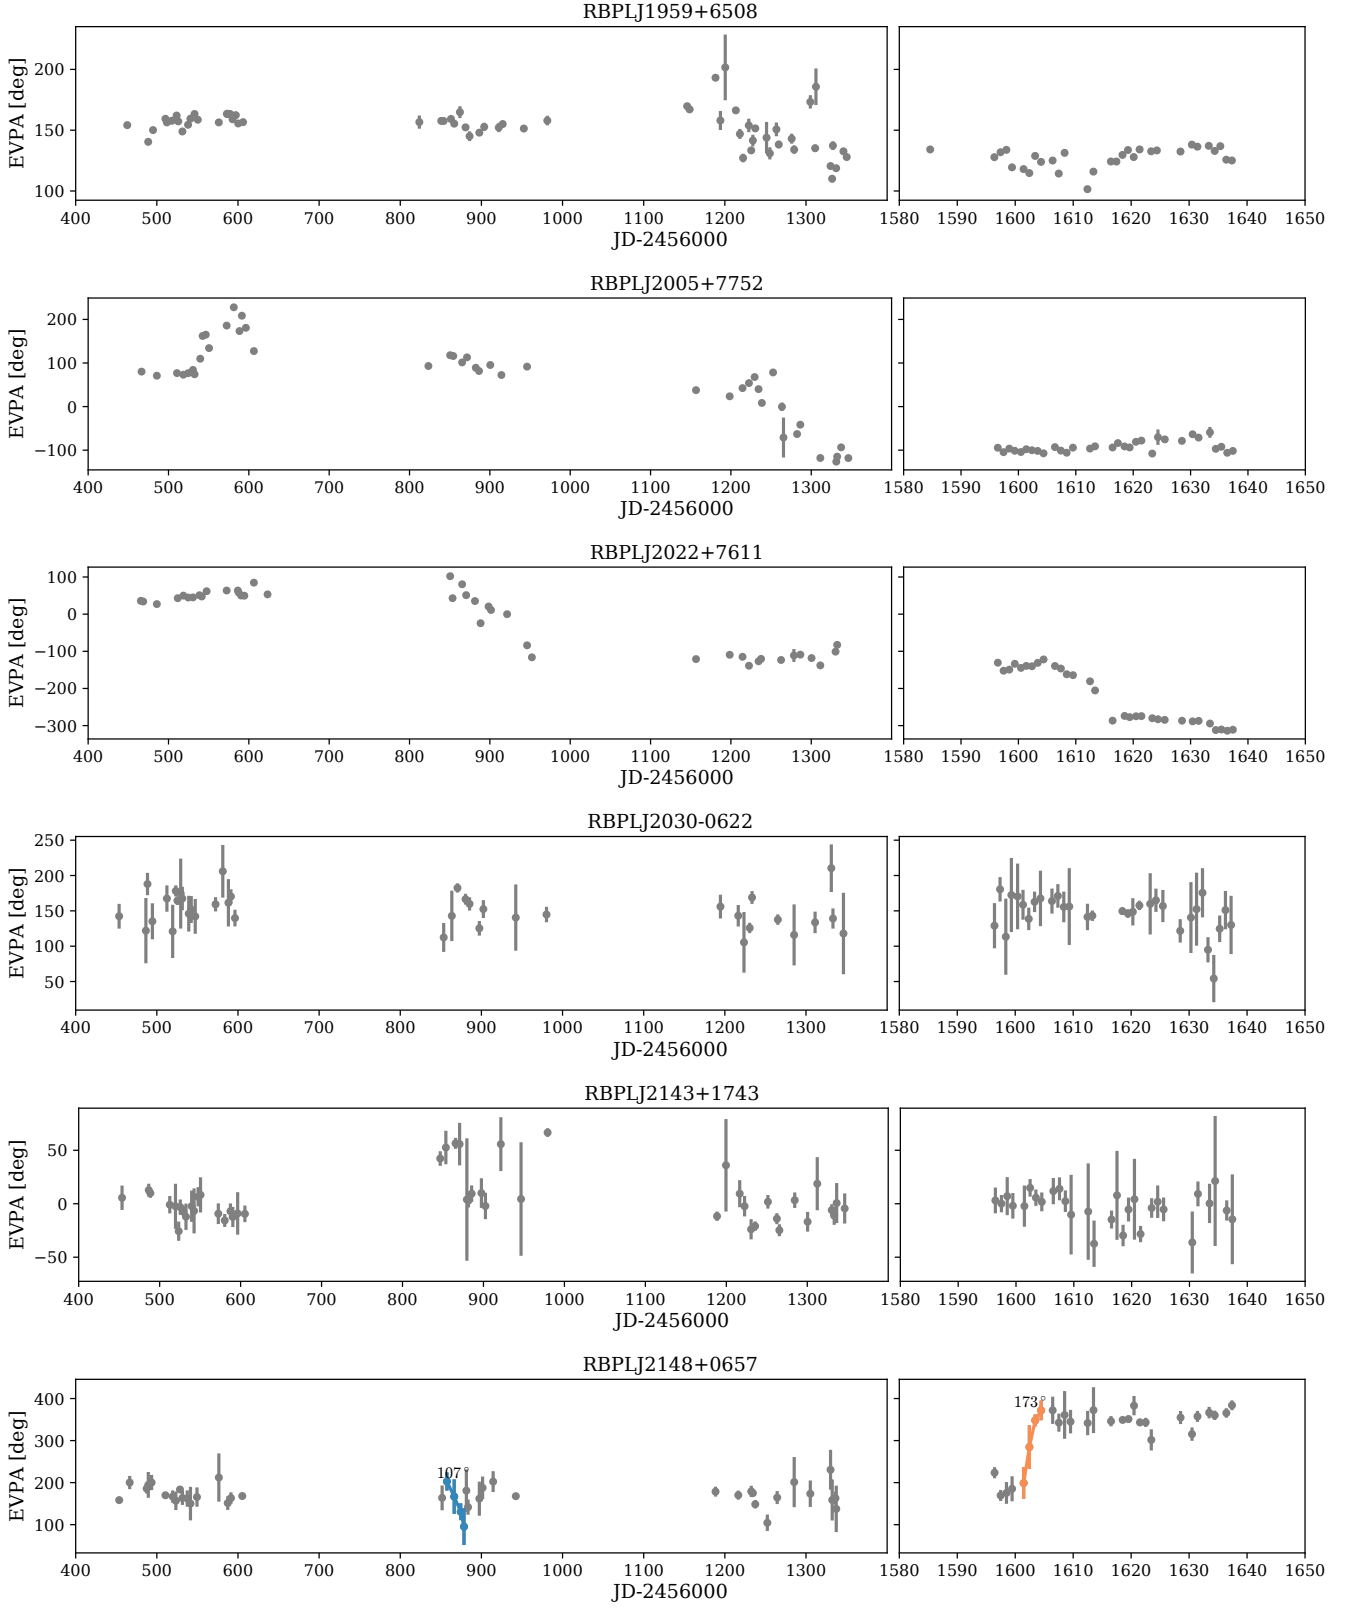 RBPLJ1959+6508
EVPA [deg]
200
150
100
400 500 600 700 800 900 1000 1100 1200 1300 1580 1590 1600 1610 1620 1630 1640 1650
JD-2456000
RBPLJ2005+7752
EVPA [deg]
200
100
0
−100
400 500 600 700 800 900 1000 1100 1200 1300 1580 1590 1600 1610 1620 1630 1640 1650
JD-2456000
RBPLJ2022+7611
EVPA [deg]
100
0
−100
−200
−300
400 500 600 700 800 900 1000 1100 1200 1300 1580 1590 1600 1610 1620 1630 1640 1650
JD-2456000
RBPLJ2030-0622
EVPA [deg]
250
200
150
100
50
400 500 600 700 800 900 1000 1100 1200 1300 1580 1590 1600 1610 1620 1630 1640 1650
JD-2456000
RBPLJ2143+1743
EVPA [deg]
50
0
−50
400 500 600 700 800 900 1000 1100 1200 1300 1580 1590 1600 1610 1620 1630 1640 1650
JD-2456000
RBPLJ2148+0657
EVPA [deg]
400
300
200
100
107°
173°
400 500 600 700 800 900 1000 1100 1200 1300 1580 1590 1600 1610 1620 1630 1640 1650
JD-2456000